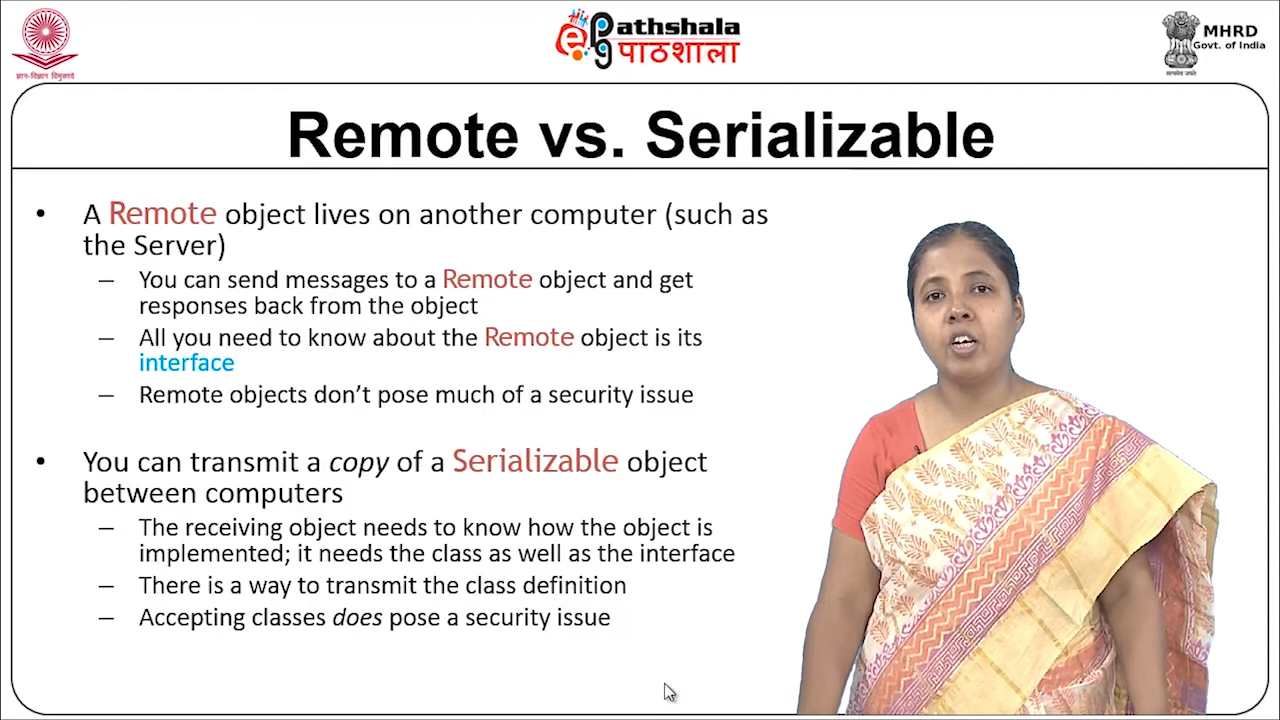 ज्ञान-विज्ञान विमुक्तये
ePathshala
पाठशाला
MHRD
Govt. of India
सत्यमेव जयते
Remote vs. Serializable
• A Remote object lives on another computer (such as
the Server)
– You can send messages to a Remote object and get
responses back from the object
– All you need to know about the Remote object is its
interface
– Remote objects don’t pose much of a security issue
• You can transmit a copy of a Serializable object
between computers
– The receiving object needs to know how the object is
implemented; it needs the class as well as the interface
– There is a way to transmit the class definition
– Accepting classes does pose a security issue